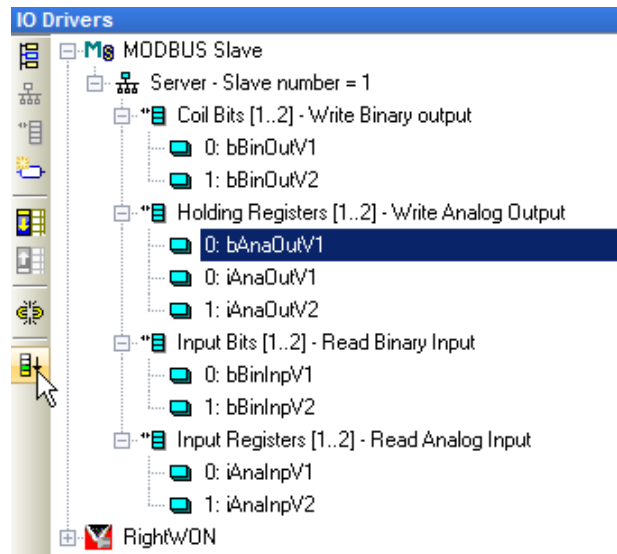 IO Drivers
MODBUS Slave
Server - Slave number = 1
Coil Bits [1..2] - Write Binary output
0: bBinOutV1
1: bBinOutV2
Holding Registers [1..2] - Write Analog Output
0: bAnaOutV1
0: iAnaOutV1
1: iAnaOutV2
Input Bits [1..2] - Read Binary Input
0: bBinInpV1
1: bBinInpV2
Input Registers [1..2] - Read Analog Input
0: iAnaInpV1
1: iAnaInpV2
RightWON